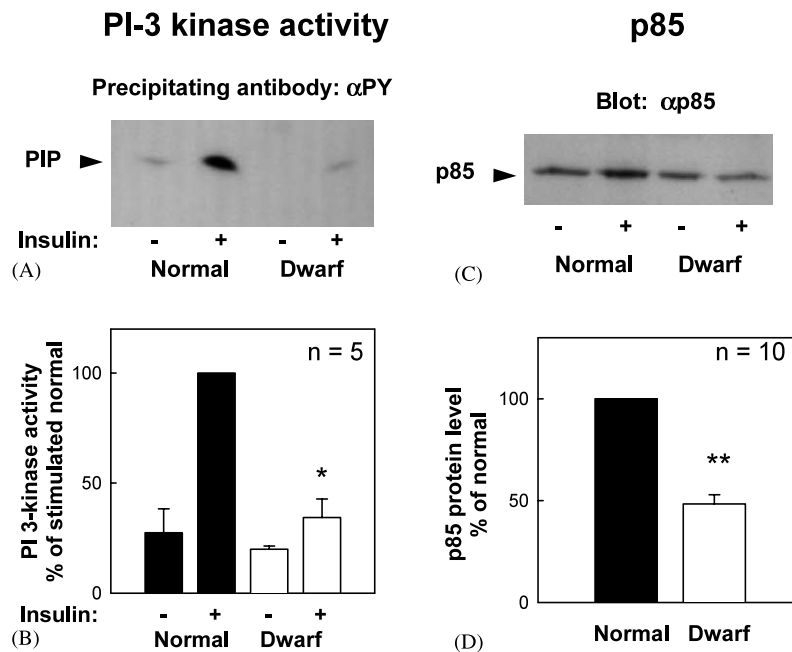 PI-3 kinase activity
Precipitating antibody: αPY
PIP
Insulin: - + - +
Normal Dwarf
(A)
p85
Blot: αp85
p85
- + - +
Normal Dwarf
(C)
n = 5
PI 3-kinase activity
% of stimulated normal
100
50
0
*
Insulin: - + - +
Normal Dwarf
(B)
n = 10
p85 protein level
% of normal
100
50
0
**
Normal Dwarf
(D)